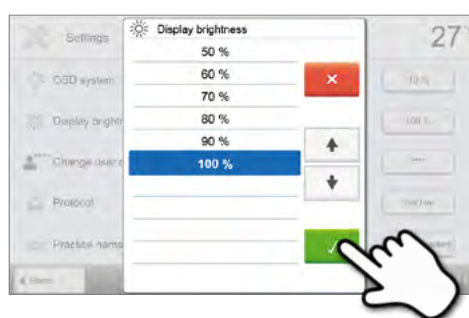 Settings
Display brightness
27°
50 %
60 %
70 %
80 %
90 %
100 %
OSD system
Display bright
Change user c
Protocol
Practice name
10 %
100 %